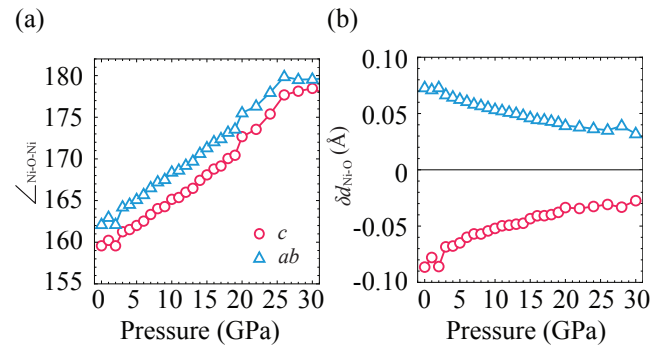 (a)
(b)
180
175
170
165
160
155
∠Ni-O-Ni
c
ab
0 5 10 15 20 25 30
Pressure (GPa)
0.10
0.05
0
-0.05
-0.10
δdNi-O (Å)
0 5 10 15 20 25 30
Pressure (GPa)